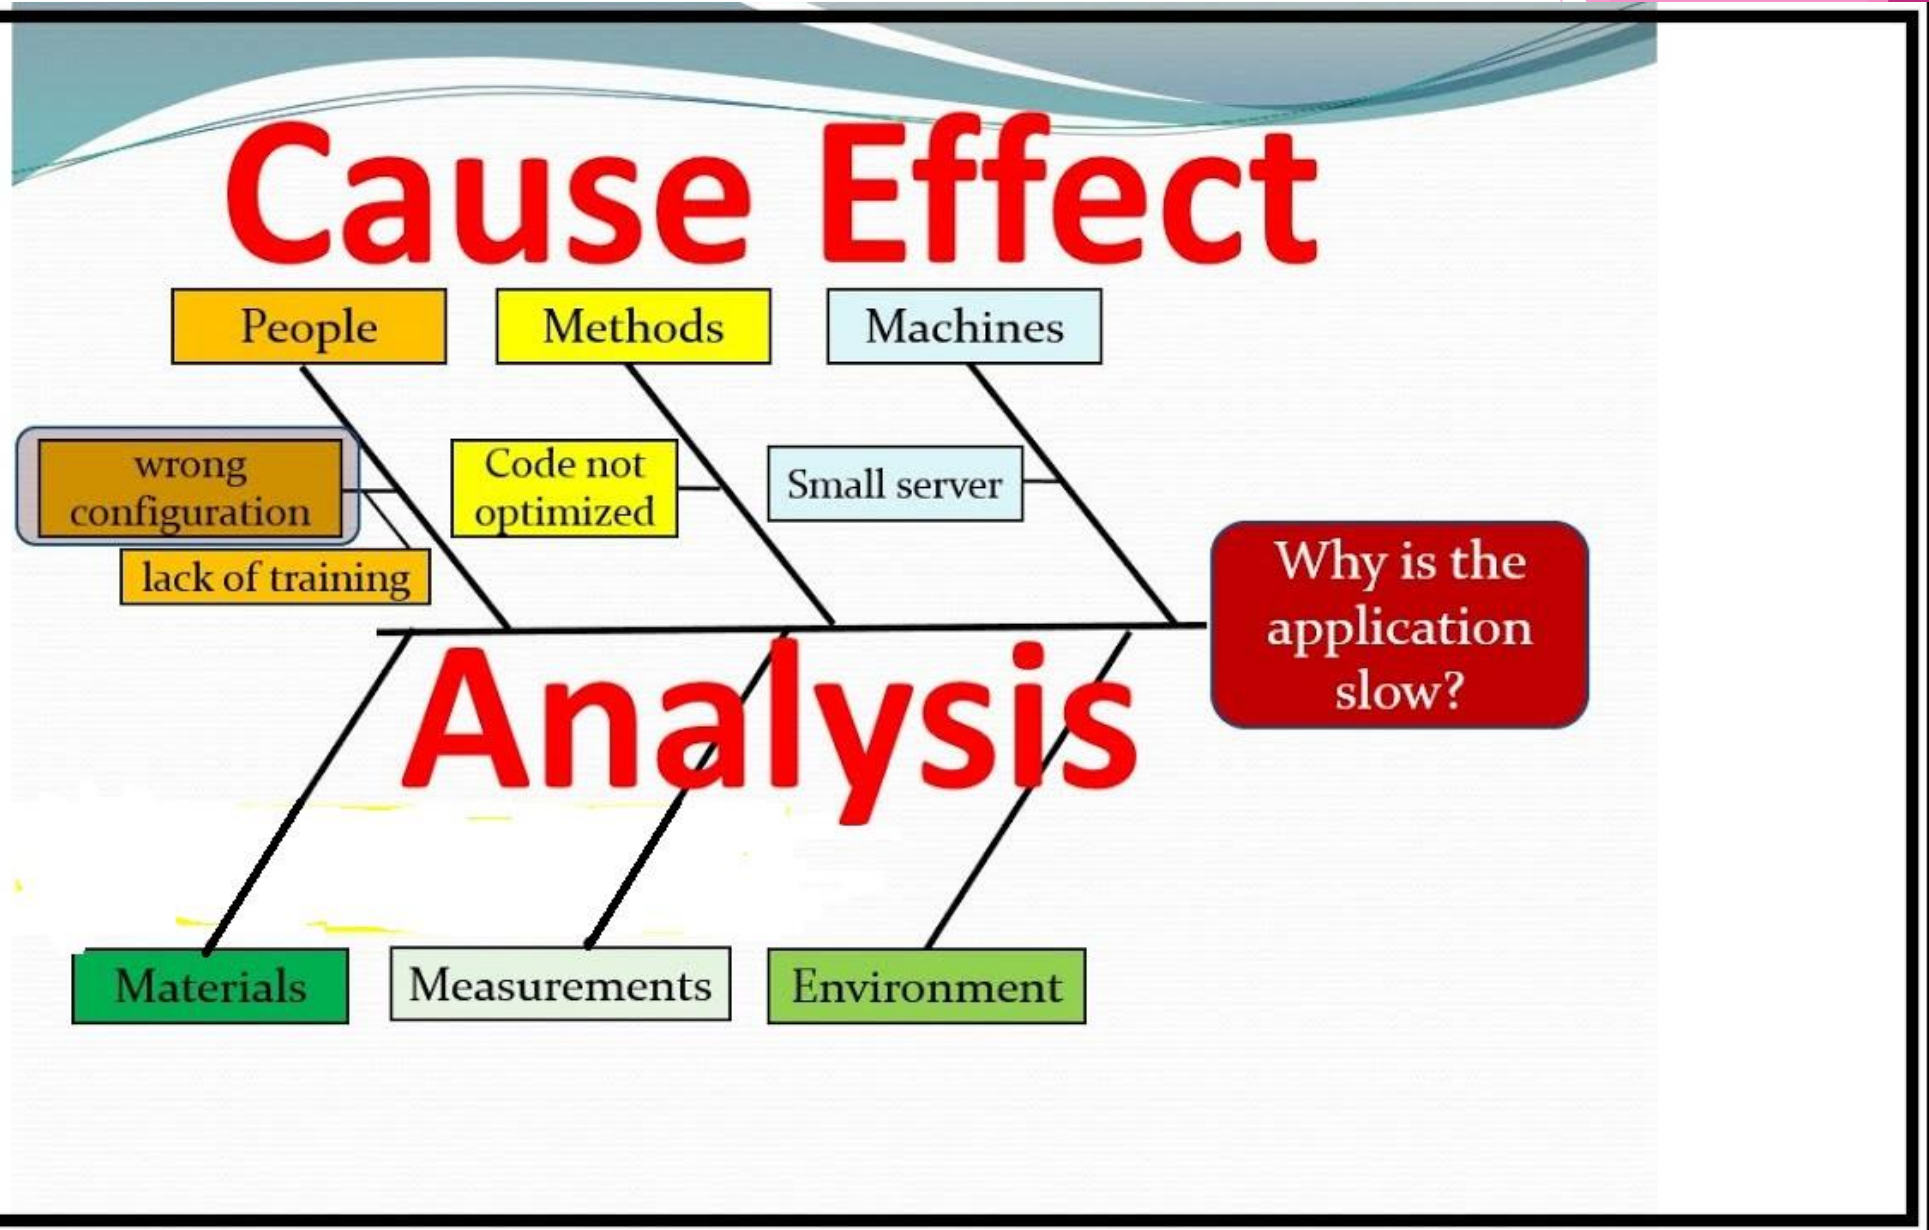 Cause Effect
People
Methods
Machines
wrong
configuration
lack of training
Code not
optimized
Small server
Why is the
application
slow?
Analysis
Materials
Measurements
Environment